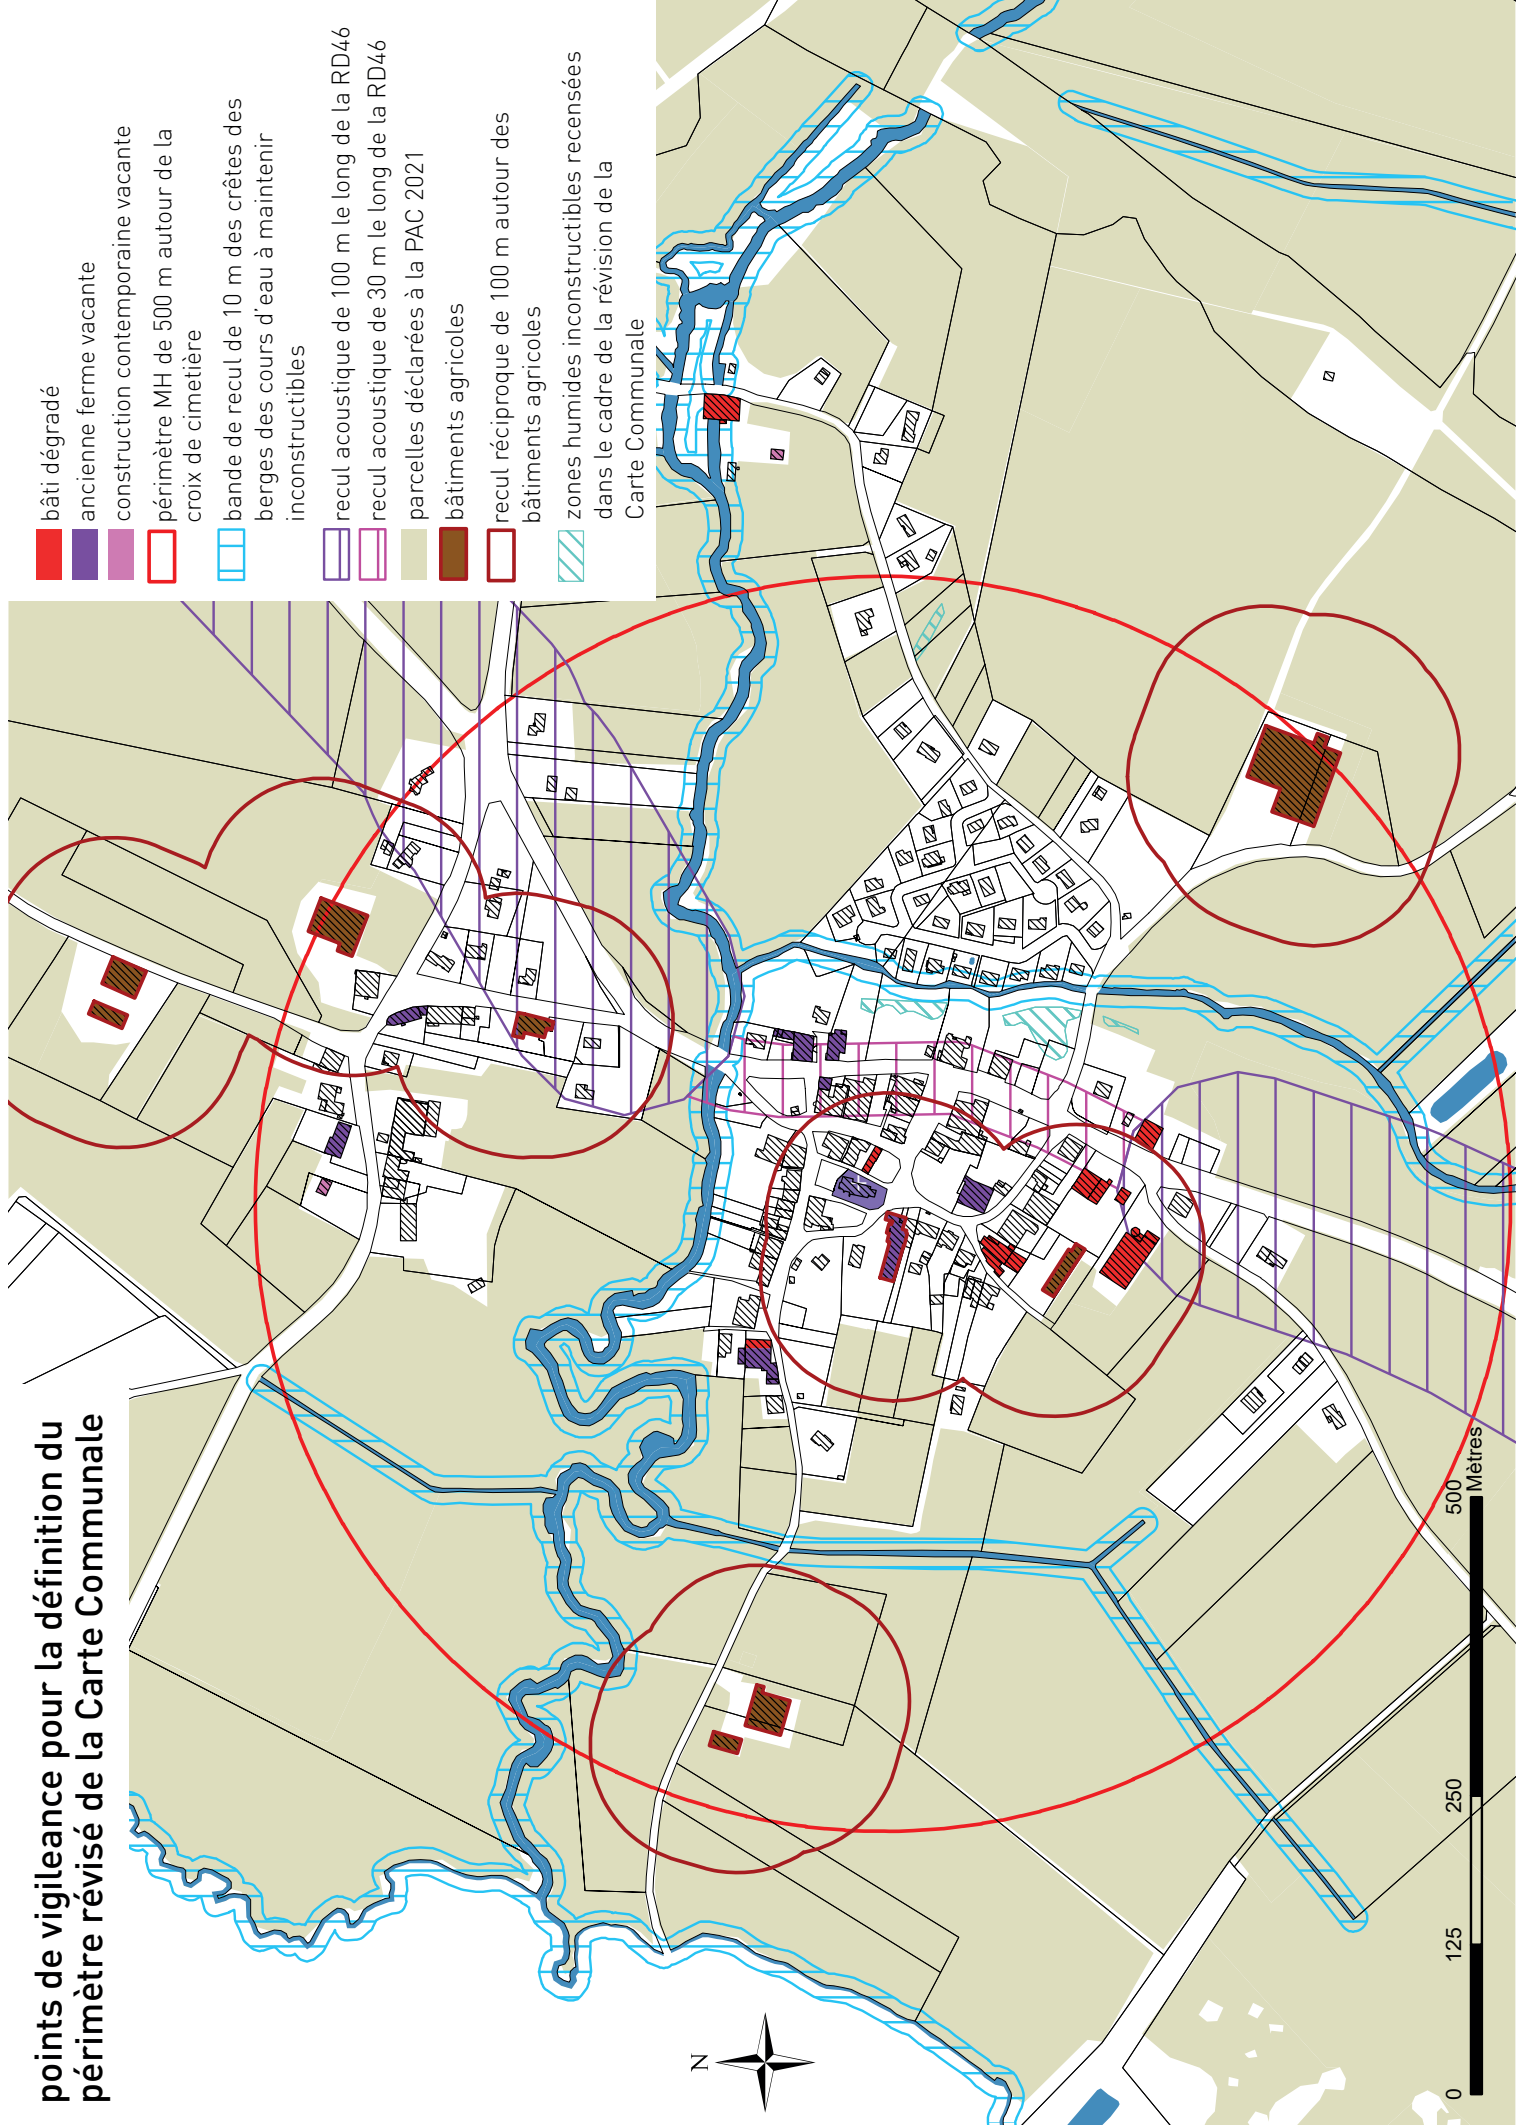 points de vigileance pour la définition du
périmètre révisé de la Carte Communale
bâti dégradé
ancienne ferme vacante
construction contemporaine vacante
périmètre MH de 500 m autour de la
croix de cimetière
bande de recul de 10 m des crêtes des
berges des cours d'eau à maintenir
inconstructibles
recul acoustique de 100 m le long de la RD46
recul acoustique de 30 m le long de la RD46
parcelles déclarées à la PAC 2021
bâtiments agricoles
recul réciproque de 100 m autour des
bâtiments agricoles
zones humides inconstructibles recensées
dans le cadre de la révision de la
Carte Communale
N
0 125 250 500
Mètres